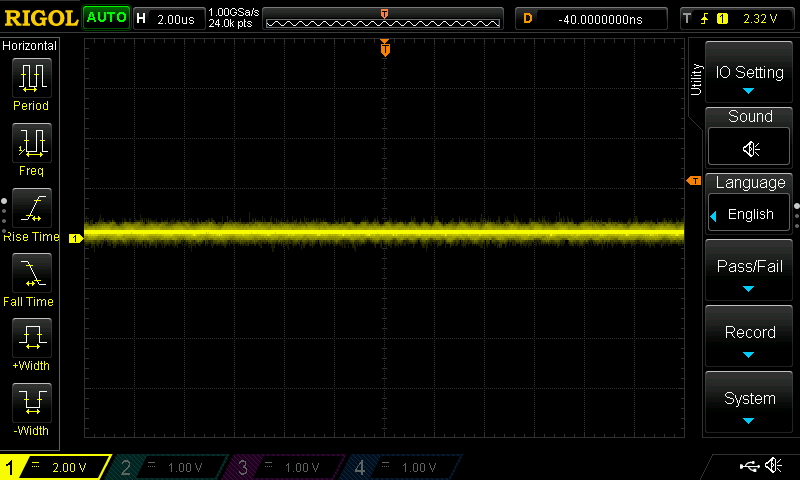 RIGOL AUTO H 2.00us 1.00GSa/s 24.0k pts T D -40.0000000ns T 1 2.32 V
Horizontal
Period
Freq
Rise Time
Fall Time
+Width
-Width
T
T
1
Utility
IO Setting
Sound
Language
English
Pass/Fail
Record
System
1 2.00 V 2 1.00 V 3 1.00 V 4 1.00 V